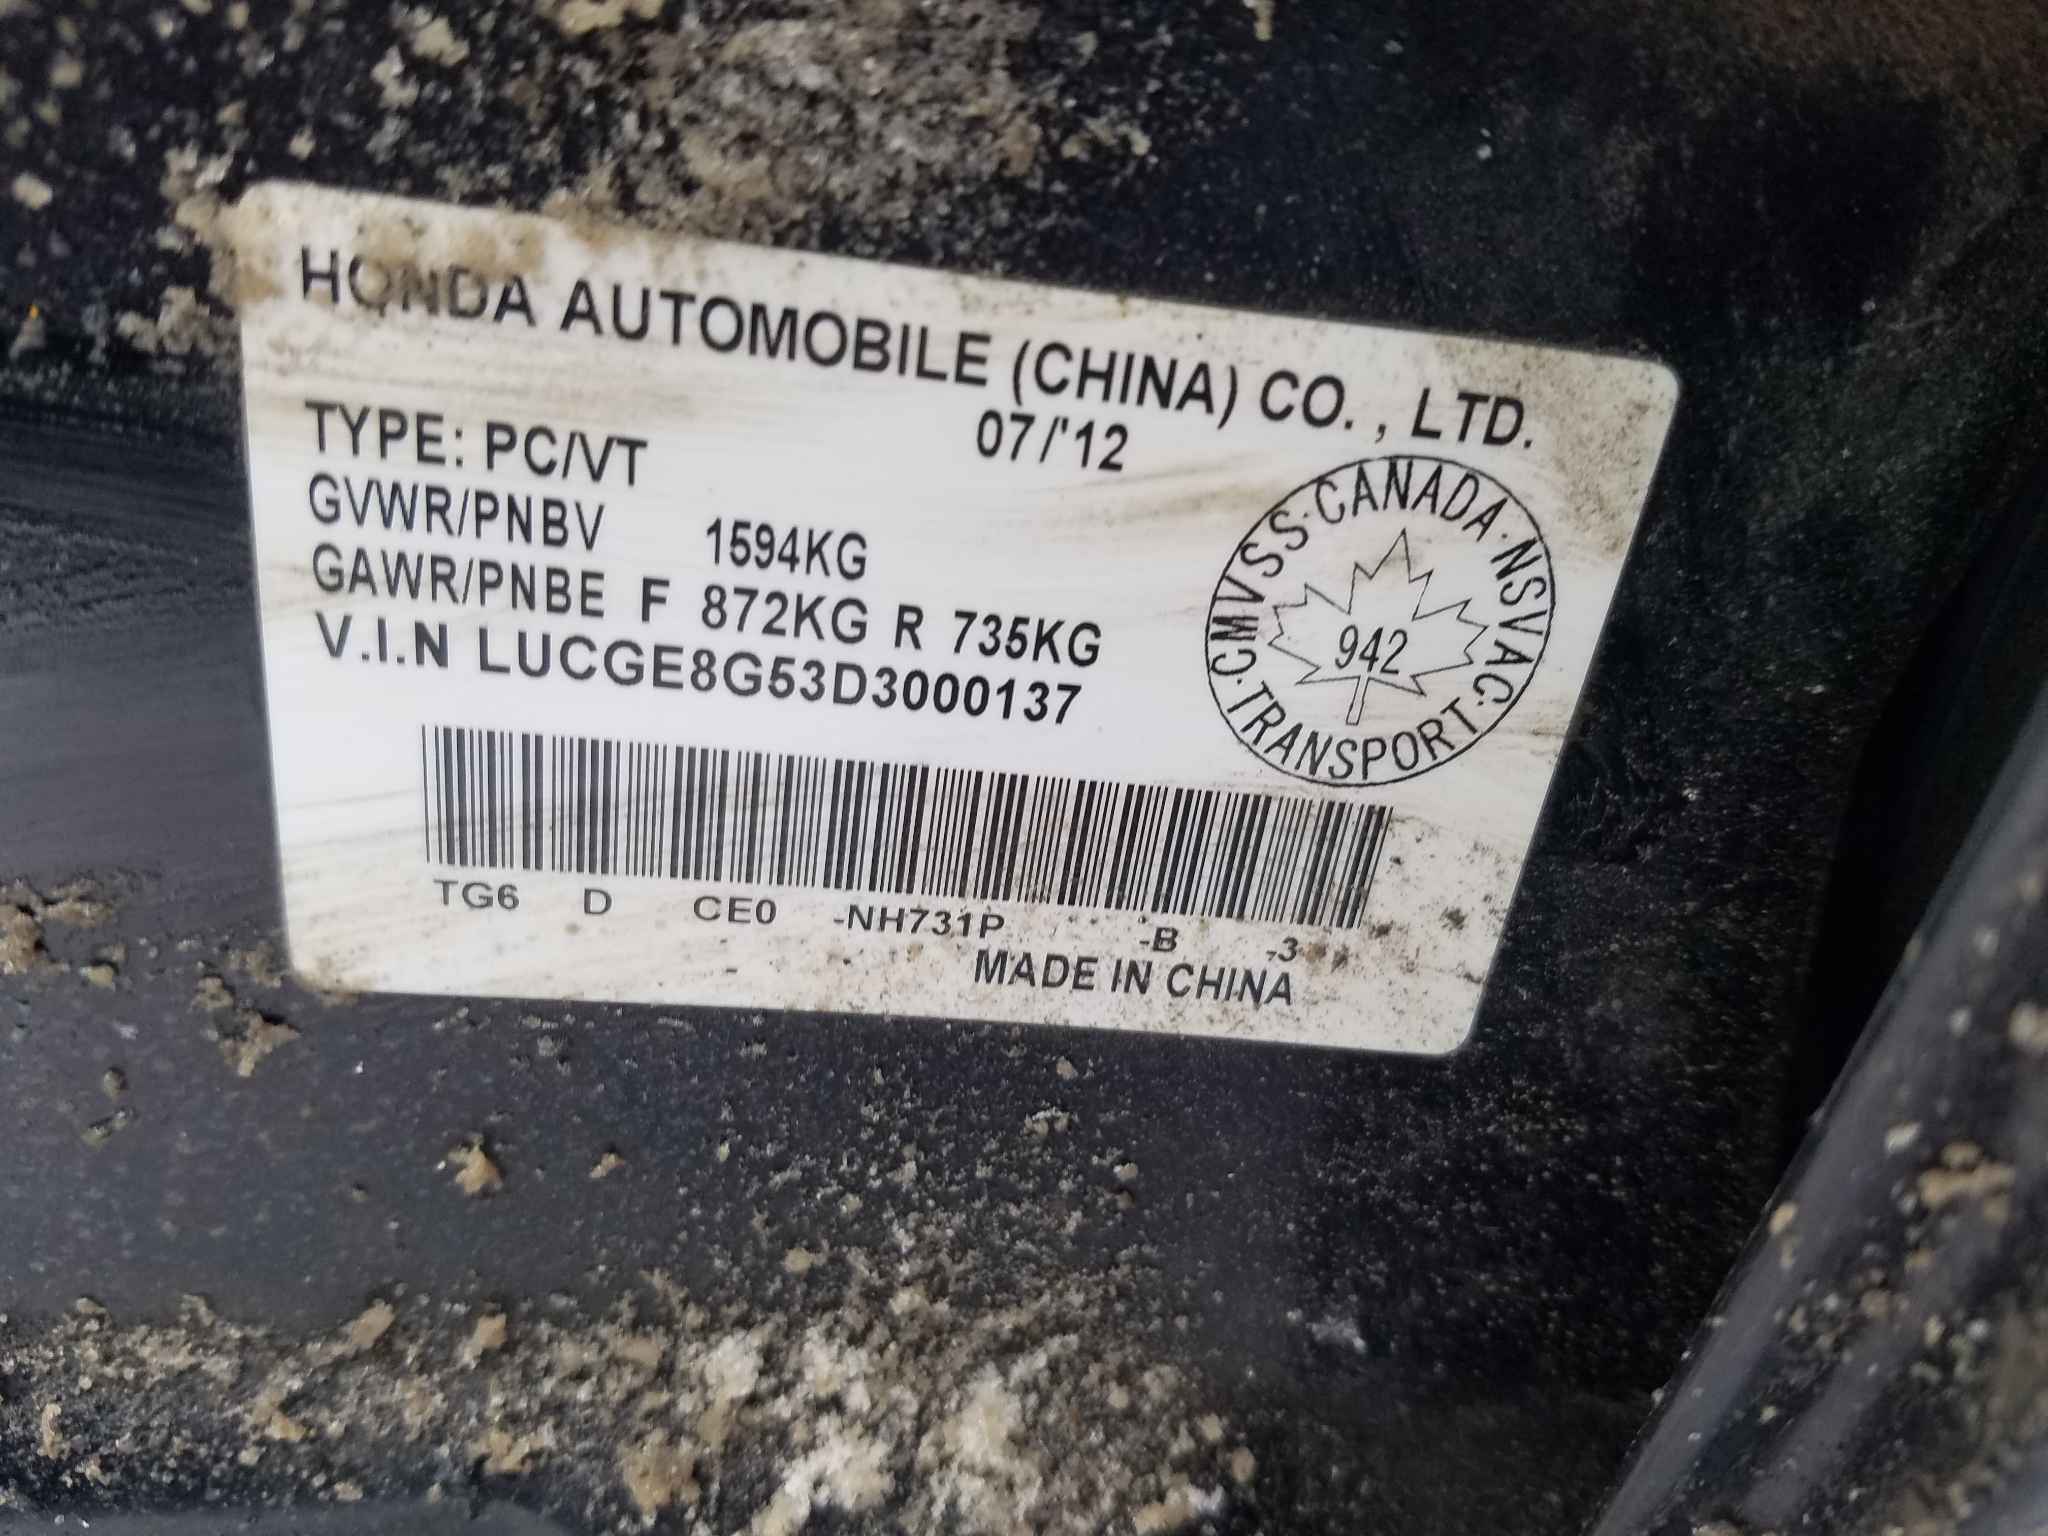 HONDA AUTOMOBILE (CHINA) CO., LTD.
07/'12
TYPE: PC/VT
GVWR/PNBV 1594KG
GAWR/PNBE F 872KG R 735KG
V.I.N LUCGE8G53D3000137
CANADA · NSVAC · TRANSPORT · CMVSS ·
942
TG6 D CE0 -NH731P -B -3
MADE IN CHINA